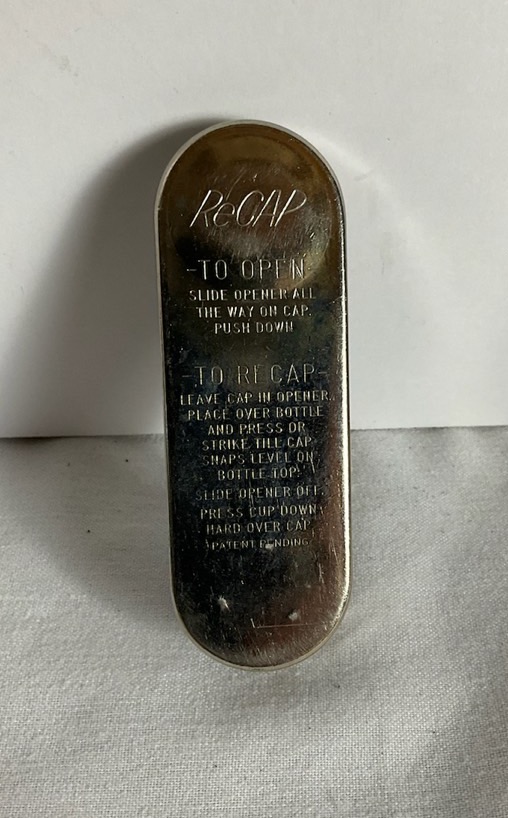 ReCAP
-TO OPEN
SLIDE OPENER ALL
THE WAY ON CAP.
PUSH DOWN
-TO RECAP-
LEAVE CAP IN OPENER.
PLACE OVER BOTTLE
AND PRESS OR
STRIKE TILL CAP
SNAPS LEVEL ON
BOTTLE TOP.
SLIDE OPENER OFF.
PRESS CUP DOWN
HARD OVER CAP
PATENT PENDING